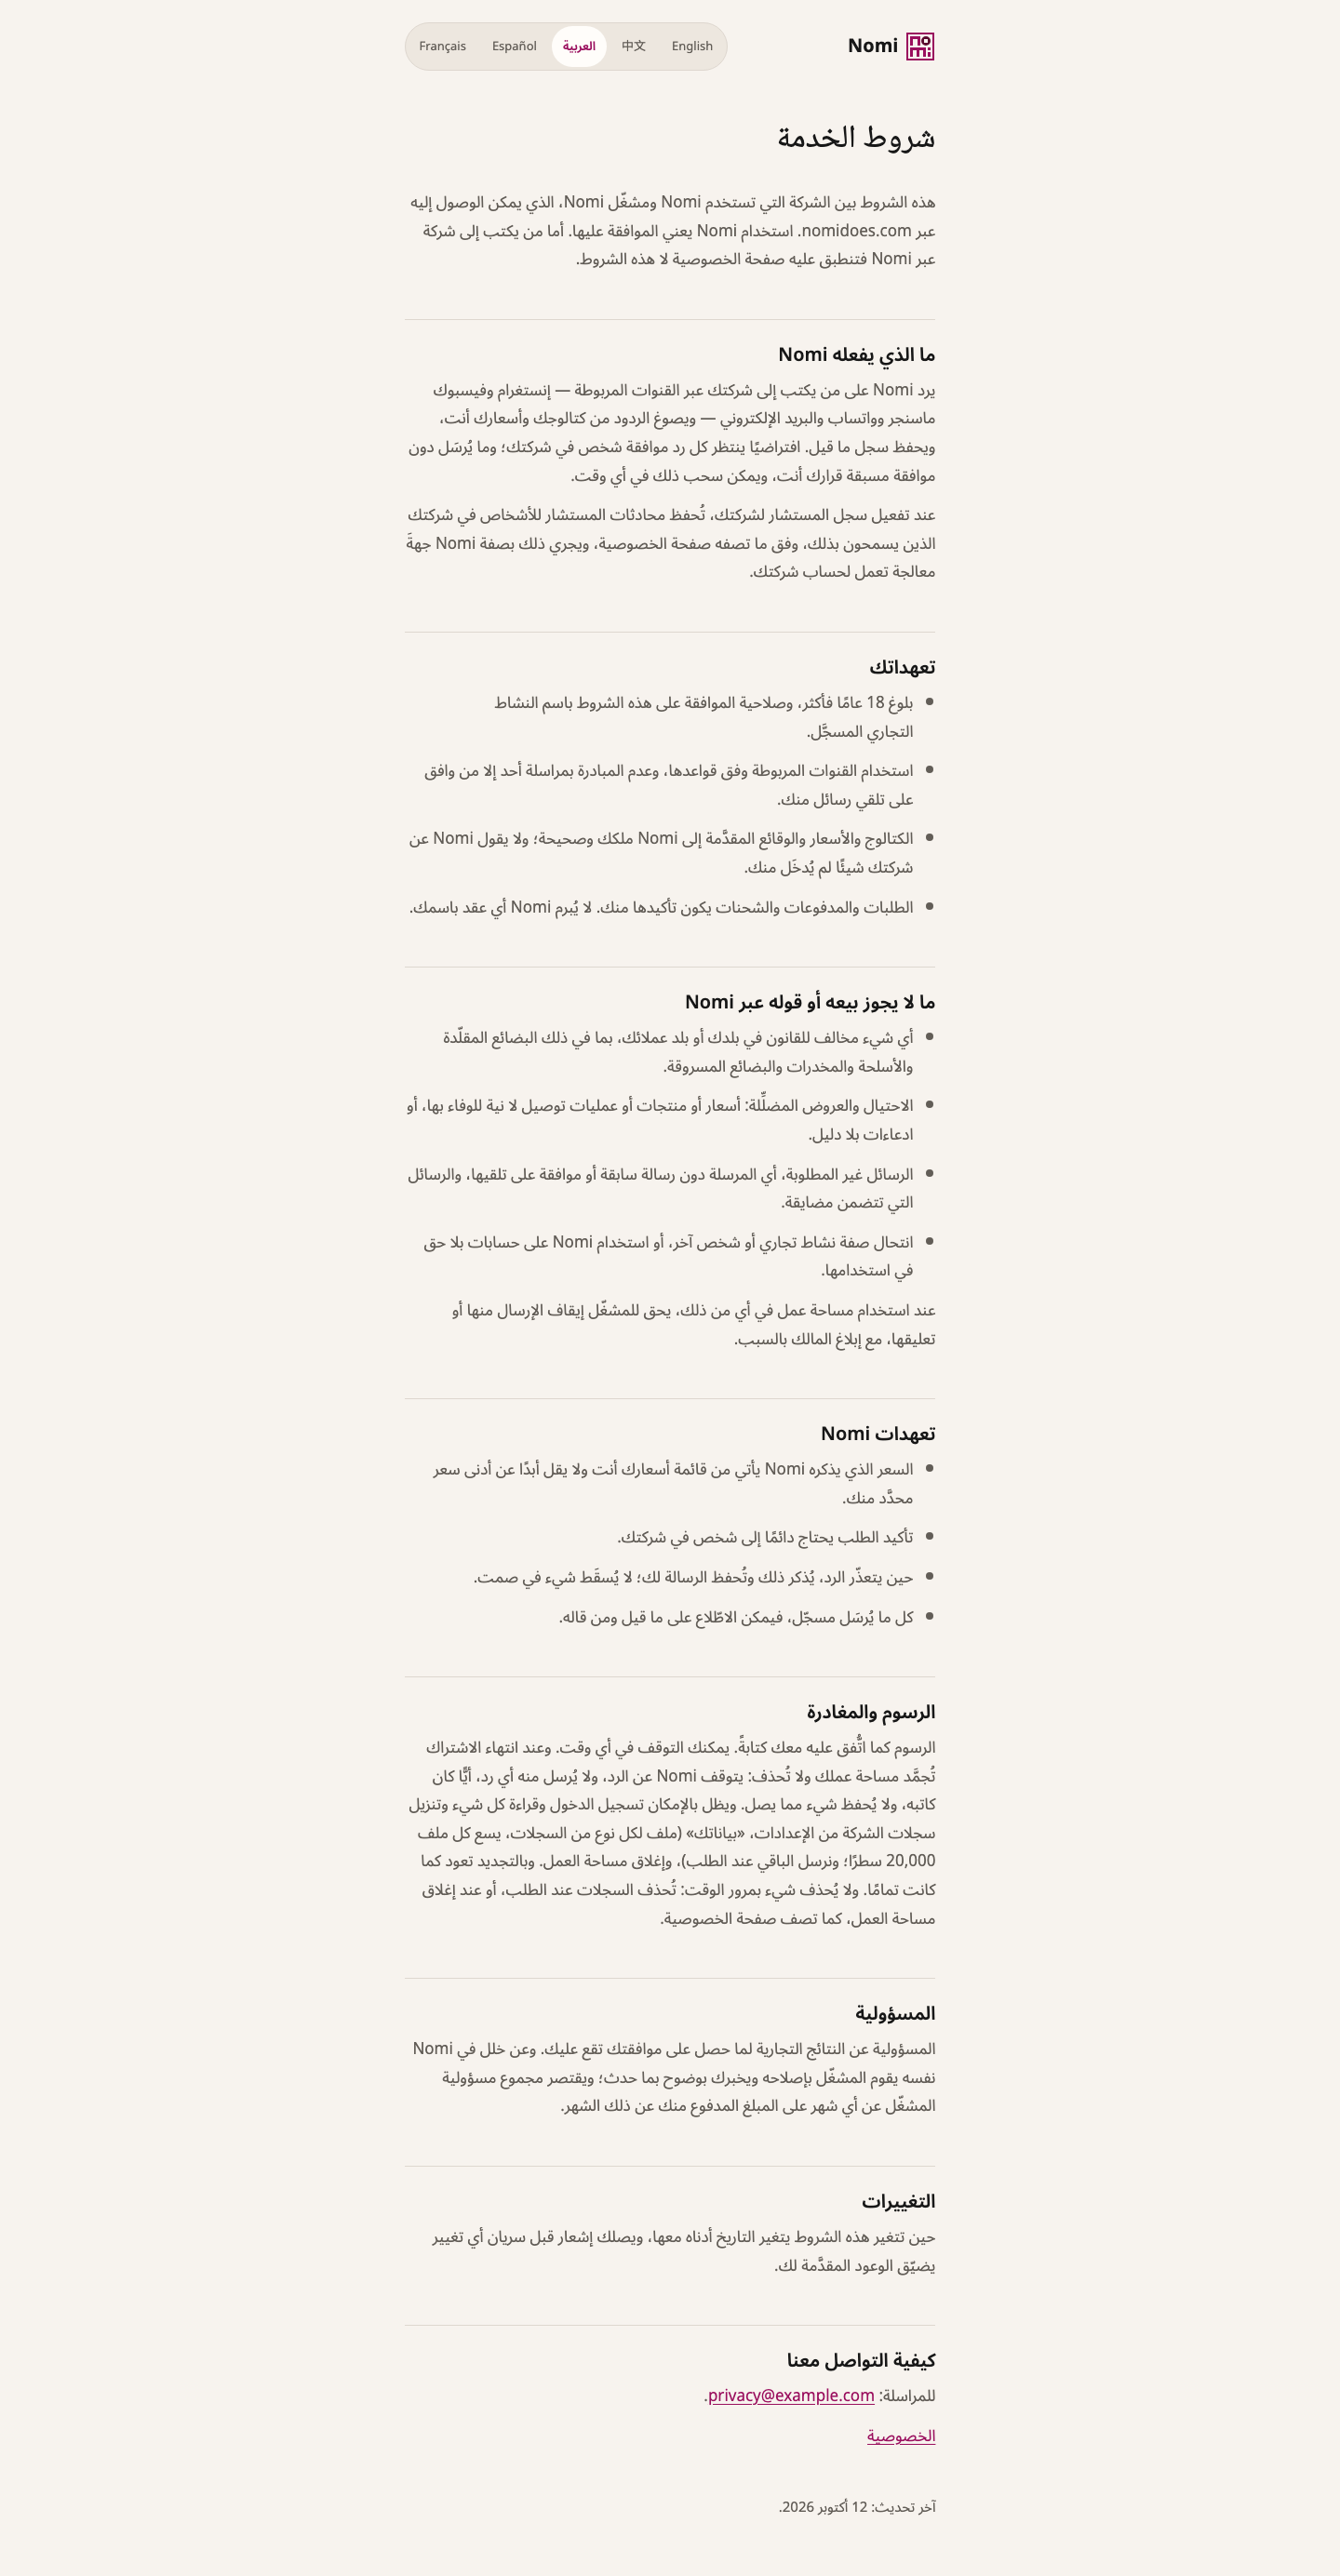 Nomi
English
中文
العربية
Español
Français
شروط الخدمة
هذه الشروط بين الشركة التي تستخدم Nomi ومشغّل Nomi، الذي يمكن الوصول إليه
عبر nomidoes.com. استخدام Nomi يعني الموافقة عليها. أما من يكتب إلى شركة
عبر Nomi فتنطبق عليه صفحة الخصوصية لا هذه الشروط.
ما الذي يفعله Nomi
يرد Nomi على من يكتب إلى شركتك عبر القنوات المربوطة — إنستغرام وفيسبوك
ماسنجر وواتساب والبريد الإلكتروني — ويصوغ الردود من كتالوجك وأسعارك أنت،
ويحفظ سجل ما قيل. افتراضيًا ينتظر كل رد موافقة شخص في شركتك؛ وما يُرسَل دون
موافقة مسبقة قرارك أنت، ويمكن سحب ذلك في أي وقت.
عند تفعيل سجل المستشار لشركتك، تُحفظ محادثات المستشار للأشخاص في شركتك
الذين يسمحون بذلك، وفق ما تصفه صفحة الخصوصية، ويجري ذلك بصفة Nomi جهةَ
معالجة تعمل لحساب شركتك.
تعهداتك
بلوغ 18 عامًا فأكثر، وصلاحية الموافقة على هذه الشروط باسم النشاط
التجاري المسجَّل.
استخدام القنوات المربوطة وفق قواعدها، وعدم المبادرة بمراسلة أحد إلا من وافق
على تلقي رسائل منك.
الكتالوج والأسعار والوقائع المقدَّمة إلى Nomi ملكك وصحيحة؛ ولا يقول Nomi عن
شركتك شيئًا لم يُدخَل منك.
الطلبات والمدفوعات والشحنات يكون تأكيدها منك. لا يُبرم Nomi أي عقد باسمك.
ما لا يجوز بيعه أو قوله عبر Nomi
أي شيء مخالف للقانون في بلدك أو بلد عملائك، بما في ذلك البضائع المقلّدة
والأسلحة والمخدرات والبضائع المسروقة.
الاحتيال والعروض المضلِّلة: أسعار أو منتجات أو عمليات توصيل لا نية للوفاء بها، أو
ادعاءات بلا دليل.
الرسائل غير المطلوبة، أي المرسلة دون رسالة سابقة أو موافقة على تلقيها، والرسائل
التي تتضمن مضايقة.
انتحال صفة نشاط تجاري أو شخص آخر، أو استخدام Nomi على حسابات بلا حق
في استخدامها.
عند استخدام مساحة عمل في أي من ذلك، يحق للمشغّل إيقاف الإرسال منها أو
تعليقها، مع إبلاغ المالك بالسبب.
تعهدات Nomi
السعر الذي يذكره Nomi يأتي من قائمة أسعارك أنت ولا يقل أبدًا عن أدنى سعر
محدَّد منك.
تأكيد الطلب يحتاج دائمًا إلى شخص في شركتك.
حين يتعذّر الرد، يُذكر ذلك وتُحفظ الرسالة لك؛ لا يُسقَط شيء في صمت.
كل ما يُرسَل مسجّل، فيمكن الاطّلاع على ما قيل ومن قاله.
الرسوم والمغادرة
الرسوم كما اتُّفق عليه معك كتابةً. يمكنك التوقف في أي وقت. وعند انتهاء الاشتراك
تُجمَّد مساحة عملك ولا تُحذف: يتوقف Nomi عن الرد، ولا يُرسل منه أي رد، أيًّا كان
كاتبه، ولا يُحفظ شيء مما يصل. ويظل بالإمكان تسجيل الدخول وقراءة كل شيء وتنزيل
سجلات الشركة من الإعدادات، «بياناتك» (ملف لكل نوع من السجلات، يسع كل ملف
20,000 سطرًا؛ ونرسل الباقي عند الطلب)، وإغلاق مساحة العمل. وبالتجديد تعود كما
كانت تمامًا. ولا يُحذف شيء بمرور الوقت: تُحذف السجلات عند الطلب، أو عند إغلاق
مساحة العمل، كما تصف صفحة الخصوصية.
المسؤولية
المسؤولية عن النتائج التجارية لما حصل على موافقتك تقع عليك. وعن خلل في Nomi
نفسه يقوم المشغّل بإصلاحه ويخبرك بوضوح بما حدث؛ ويقتصر مجموع مسؤولية
المشغّل عن أي شهر على المبلغ المدفوع منك عن ذلك الشهر.
التغييرات
حين تتغير هذه الشروط يتغير التاريخ أدناه معها، ويصلك إشعار قبل سريان أي تغيير
يضيّق الوعود المقدَّمة لك.
كيفية التواصل معنا
للمراسلة: privacy@example.com.
الخصوصية
آخر تحديث: 12 أكتوبر 2026.